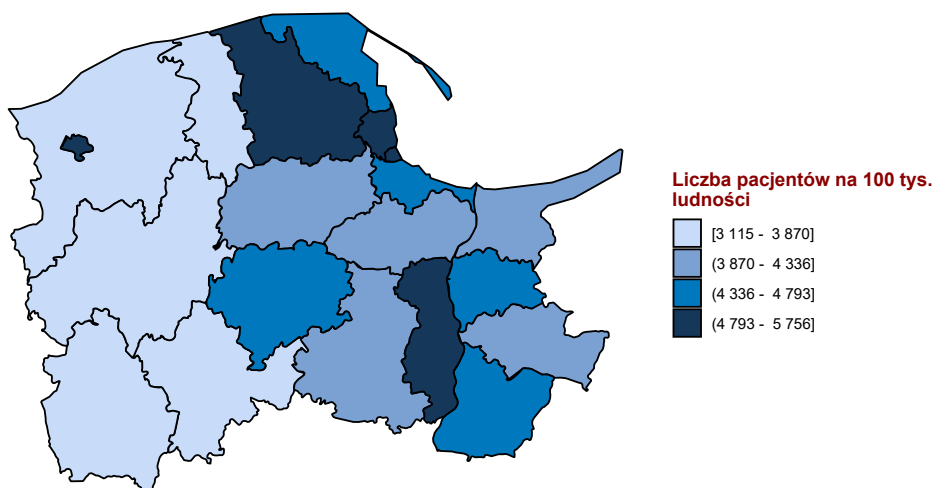 Liczba pacjentów na 100 tys.
ludności
[3 115 - 3 870]
(3 870 - 4 336]
(4 336 - 4 793]
(4 793 - 5 756]